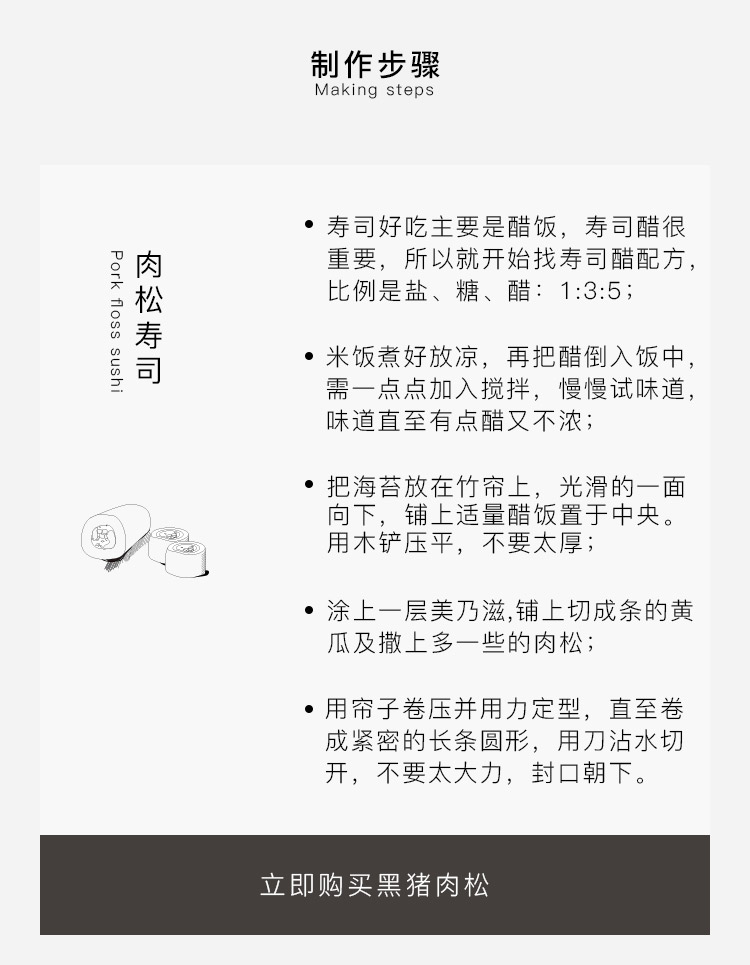 制作步骤
Making steps
肉松寿司
Pork floss sushi
寿司好吃主要是醋饭，寿司醋很
重要，所以就开始找寿司醋配方，
比例是盐、糖、醋：1:3:5；
米饭煮好放凉，再把醋倒入饭中，
需一点点加入搅拌，慢慢试味道，
味道直至有点醋又不浓；
把海苔放在竹帘上，光滑的一面
向下，铺上适量醋饭置于中央。
用木铲压平，不要太厚；
涂上一层美乃滋,铺上切成条的黄
瓜及撒上多一些的肉松；
用帘子卷压并用力定型，直至卷
成紧密的长条圆形，用刀沾水切
开，不要太大力，封口朝下。
立即购买黑猪肉松